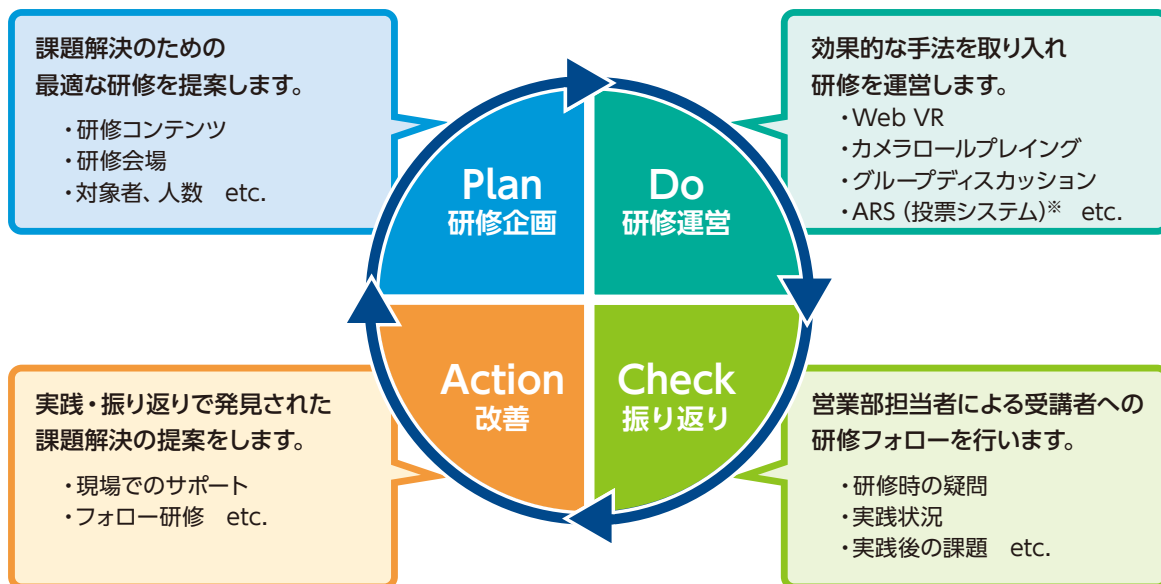 課題解決のための
最適な研修を提案します。
・研修コンテンツ
・研修会場
・対象者、人数　etc.
効果的な手法を取り入れ
研修を運営します。
・Web VR
・カメラロールプレイング
・グループディスカッション
・ARS（投票システム）※　etc.
Plan
研修企画
Do
研修運営
Action
改善
Check
振り返り
実践・振り返りで発見された
課題解決の提案をします。
・現場でのサポート
・フォロー研修　etc.
営業部担当者による受講者への
研修フォローを行います。
・研修時の疑問
・実践状況
・実践後の課題　etc.